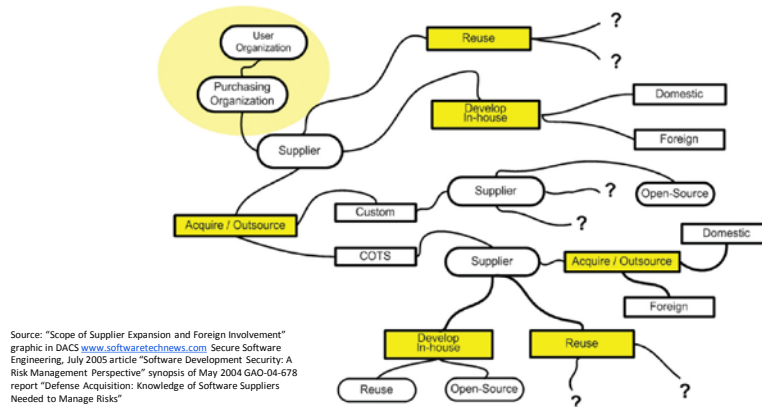 User
Organization
Purchasing
Organization
Supplier
Reuse
?
?
Develop
In-house
Domestic
Foreign
Acquire / Outsource
Custom
Supplier
?
?
Open-Source
COTS
Supplier
Acquire / Outsource
Domestic
Foreign
Develop
In-house
Reuse
Open-Source
Reuse
?
?
Source: “Scope of Supplier Expansion and Foreign Involvement”
graphic in DACS www.softwaretechnews.com Secure Software
Engineering, July 2005 article “Software Development Security: A
Risk Management Perspective” synopsis of May 2004 GAO-04-678
report “Defense Acquisition: Knowledge of Software Suppliers
Needed to Manage Risks”